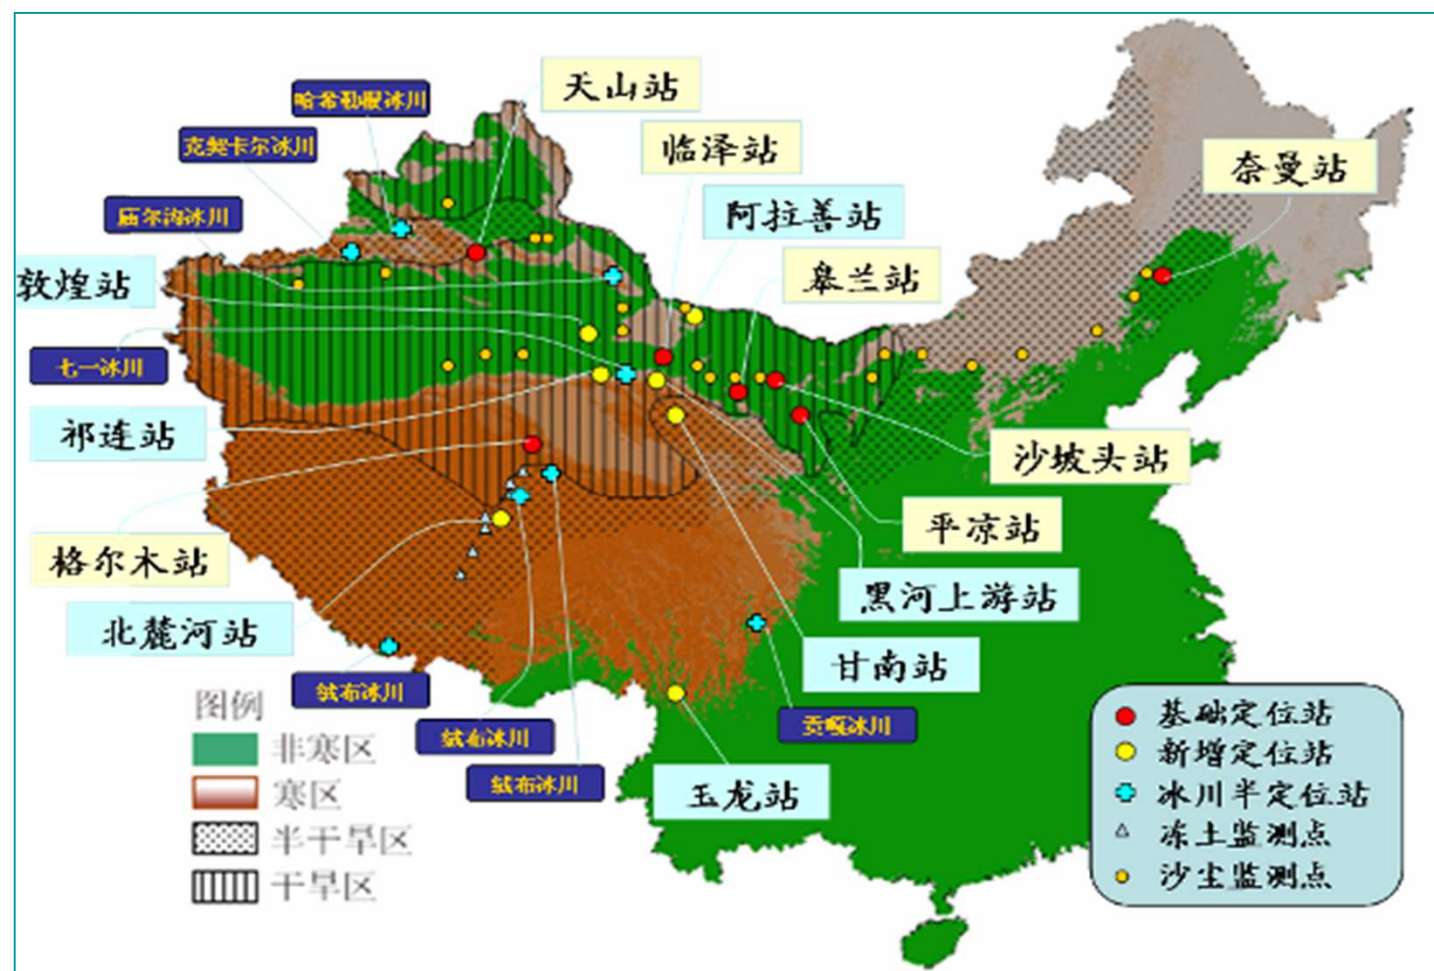 哈希勒根冰川
天山站
克契卡尔冰川
临泽站
奈曼站
庙尔沟冰川
阿拉善站
敦煌站
皋兰站
七一冰川
祁连站
沙坡头站
格尔木站
平凉站
北麓河站
黑河上游站
甘南站
绒布冰川
贡嘎冰川
绒布冰川
绒布冰川
玉龙站
图例
非寒区
寒区
半干旱区
干旱区
基础定位站
新增定位站
冰川半定位站
冻土监测点
沙尘监测点